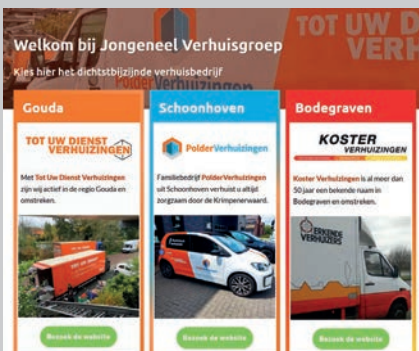 TOT UW D
VERH
Welkom bij Jongeneel Verhuisgroep
Kies hier het dichtstbijzijnde verhuisbedrijf
PolderVerhuizingen
Gouda
TOT UW DIENST
VERHUIZINGEN
Met Tot Uw Dienst Verhuizingen
zijn wij actief in de regio Gouda en
omstreken.
Bezoek de website
Schoonhoven
PolderVerhuizingen
Familiebedrijf PolderVerhuizingen
uit Schoonhoven verhuist u altijd
zorgzaam door de Krimpenerwaard.
Bezoek de website
Bodegraven
KOSTER
VERHUIZINGEN
Koster Verhuizingen is al meer dan
50 jaar een bekende naam in
Bodegraven en omstreken.
ERKENDE
VERHUIZERS
Bezoek de website